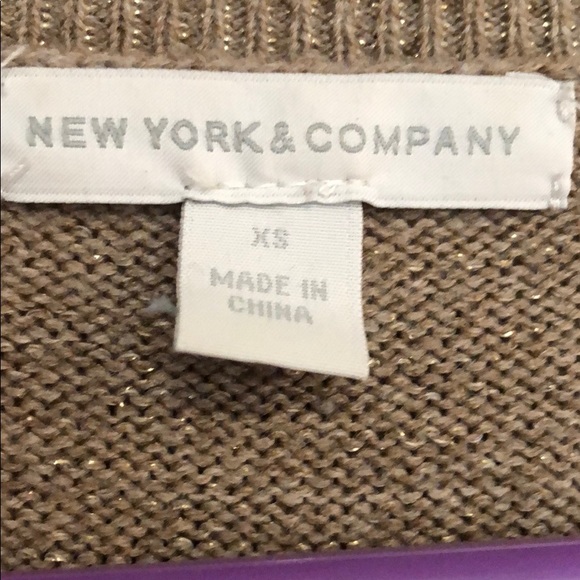 NEW YORK & COMPANY
XS
MADE IN
CHINA